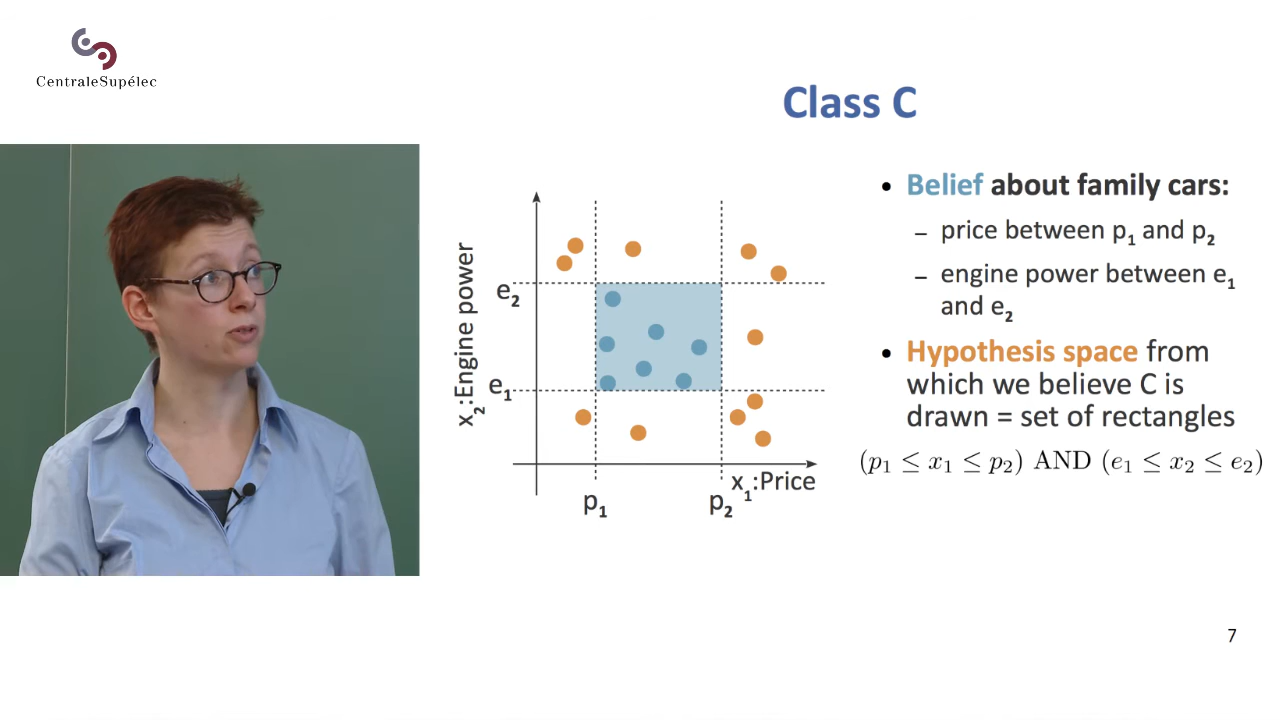 CentraleSupélec
Class C
x₂:Engine power
e₂
e₁
p₁
p₂
x₁:Price
• Belief about family cars:
– price between p₁ and p₂
– engine power between e₁
and e₂
• Hypothesis space from
which we believe C is
drawn = set of rectangles
(p₁ ≤ x₁ ≤ p₂) AND (e₁ ≤ x₂ ≤ e₂)
7